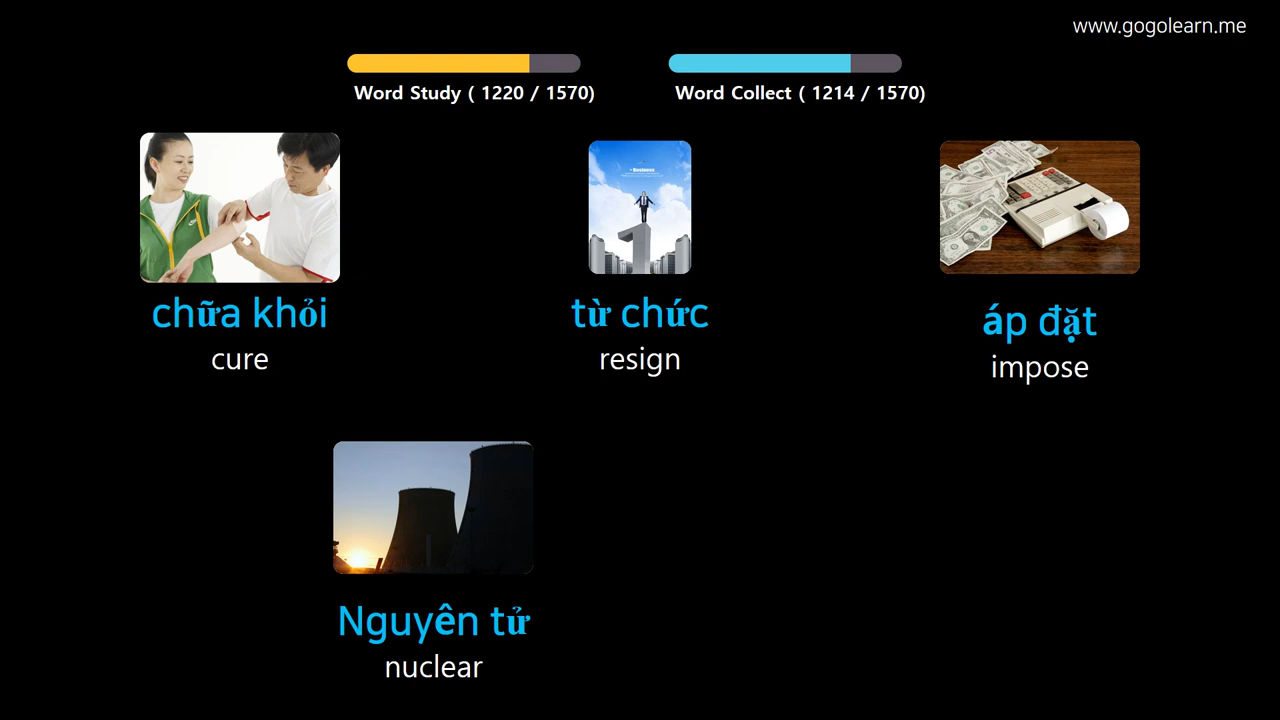 www.gogolearn.me
Word Study ( 1220 / 1570)
Word Collect ( 1214 / 1570)
Business
chữa khỏi
cure
từ chức
resign
áp đặt
impose
Nguyên tử
nuclear